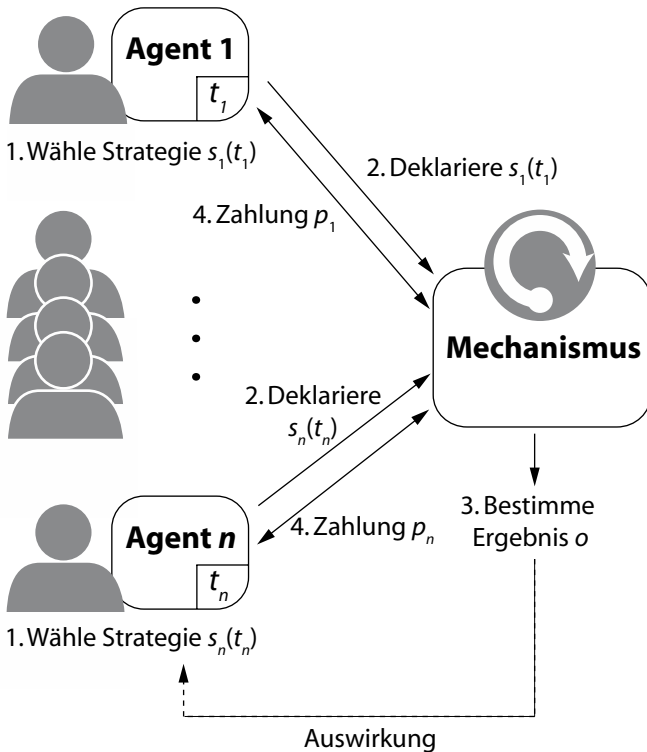 Agent 1
t₁
1. Wähle Strategie s₁(t₁)
2. Deklariere s₁(t₁)
4. Zahlung p₁
Mechanismus
2. Deklariere
sₙ(tₙ)
Agent n
tₙ
4. Zahlung pₙ
3. Bestimme
Ergebnis o
1. Wähle Strategie sₙ(tₙ)
Auswirkung